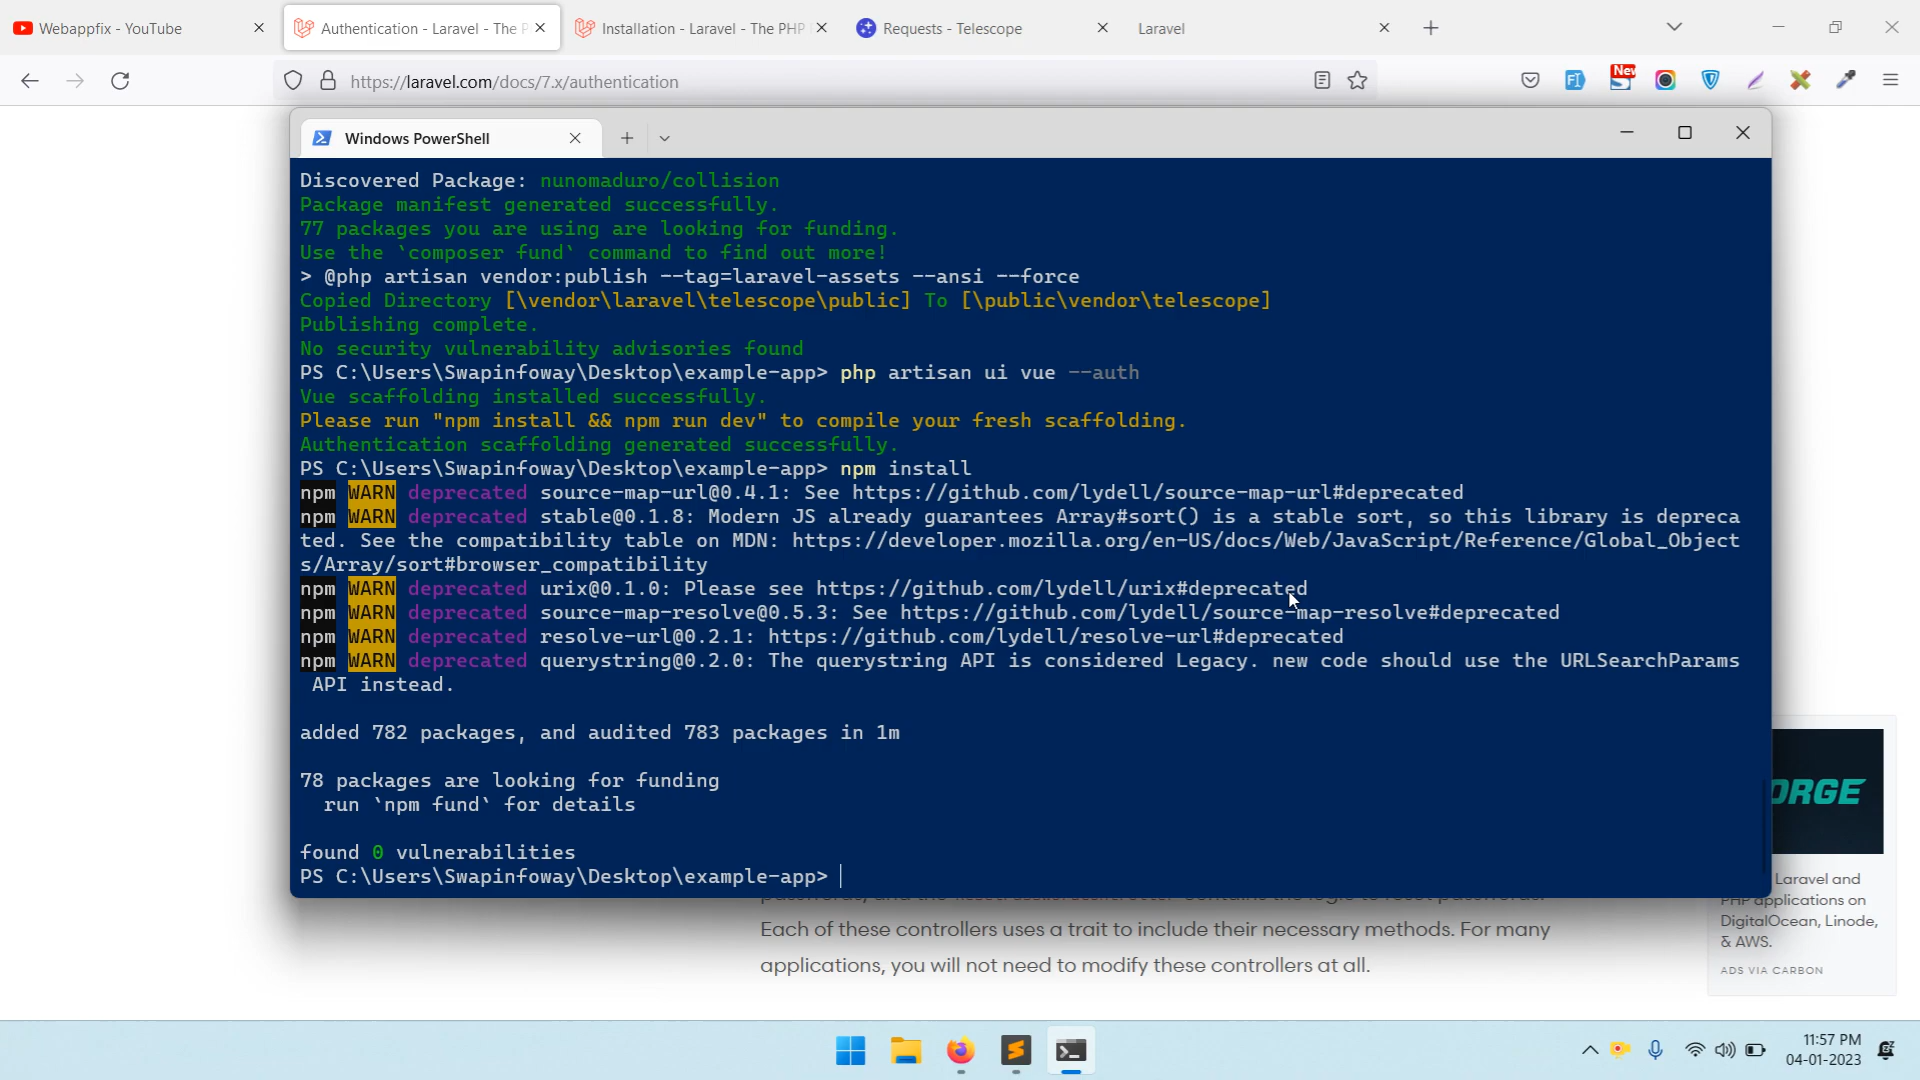 Webappfix - YouTube
Authentication - Laravel - The P
Installation - Laravel - The PHP
Requests - Telescope
Laravel
https://laravel.com/docs/7.x/authentication
New
Windows PowerShell
Discovered Package: nunomaduro/collision
Package manifest generated successfully.
77 packages you are using are looking for funding.
Use the `composer fund` command to find out more!
> @php artisan vendor:publish --tag=laravel-assets --ansi --force
Copied Directory [\vendor\laravel\telescope\public] To [\public\vendor\telescope]
Publishing complete.
No security vulnerability advisories found
PS C:\Users\Swapinfoway\Desktop\example-app> php artisan ui vue --auth
Vue scaffolding installed successfully.
Please run "npm install && npm run dev" to compile your fresh scaffolding.
Authentication scaffolding generated successfully.
PS C:\Users\Swapinfoway\Desktop\example-app> npm install
npm WARN deprecated source-map-url@0.4.1: See https://github.com/lydell/source-map-url#deprecated
npm WARN deprecated stable@0.1.8: Modern JS already guarantees Array#sort() is a stable sort, so this library is depreca
ted. See the compatibility table on MDN: https://developer.mozilla.org/en-US/docs/Web/JavaScript/Reference/Global_Object
s/Array/sort#browser_compatibility
npm WARN deprecated urix@0.1.0: Please see https://github.com/lydell/urix#deprecated
npm WARN deprecated source-map-resolve@0.5.3: See https://github.com/lydell/source-map-resolve#deprecated
npm WARN deprecated resolve-url@0.2.1: https://github.com/lydell/resolve-url#deprecated
npm WARN deprecated querystring@0.2.0: The querystring API is considered Legacy. new code should use the URLSearchParams
API instead.
added 782 packages, and audited 783 packages in 1m
78 packages are looking for funding
run `npm fund` for details
found 0 vulnerabilities
PS C:\Users\Swapinfoway\Desktop\example-app>
Each of these controllers uses a trait to include their necessary methods. For many
applications, you will not need to modify these controllers at all.
ORGE
Laravel and
PHP applications on
DigitalOcean, Linode,
& AWS.
ADS VIA CARBON
11:57 PM
04-01-2023